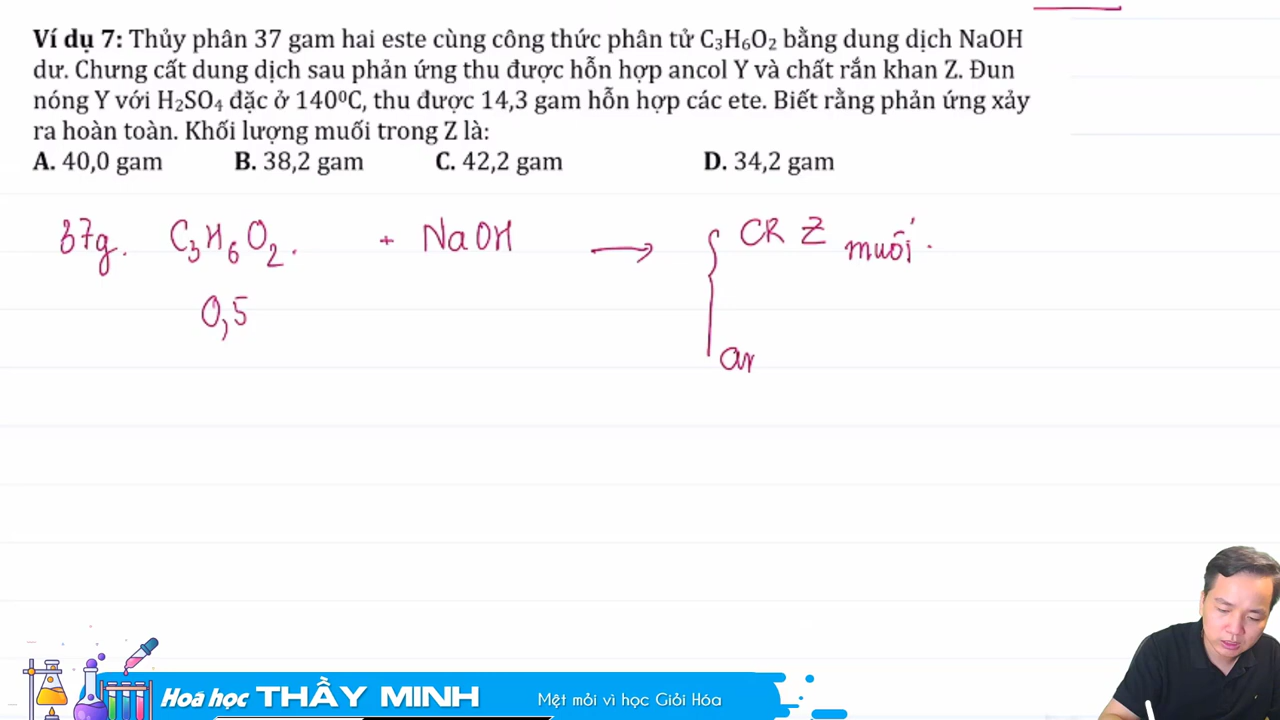 Ví dụ 7: Thủy phân 37 gam hai este cùng công thức phân tử C₃H₆O₂ bằng dung dịch NaOH
dư. Chưng cất dung dịch sau phản ứng thu được hỗn hợp ancol Y và chất rắn khan Z. Đun
nóng Y với H₂SO₄ đặc ở 140⁰C, thu được 14,3 gam hỗn hợp các ete. Biết rằng phản ứng xảy
ra hoàn toàn. Khối lượng muối trong Z là:
A. 40,0 gam B. 38,2 gam C. 42,2 gam D. 34,2 gam
37g. C₃H₆O₂. + NaOH → { CR Z muối.
0,5
an
Hoá học THẦY MINH Mệt mỏi vì học Giỏi Hóa